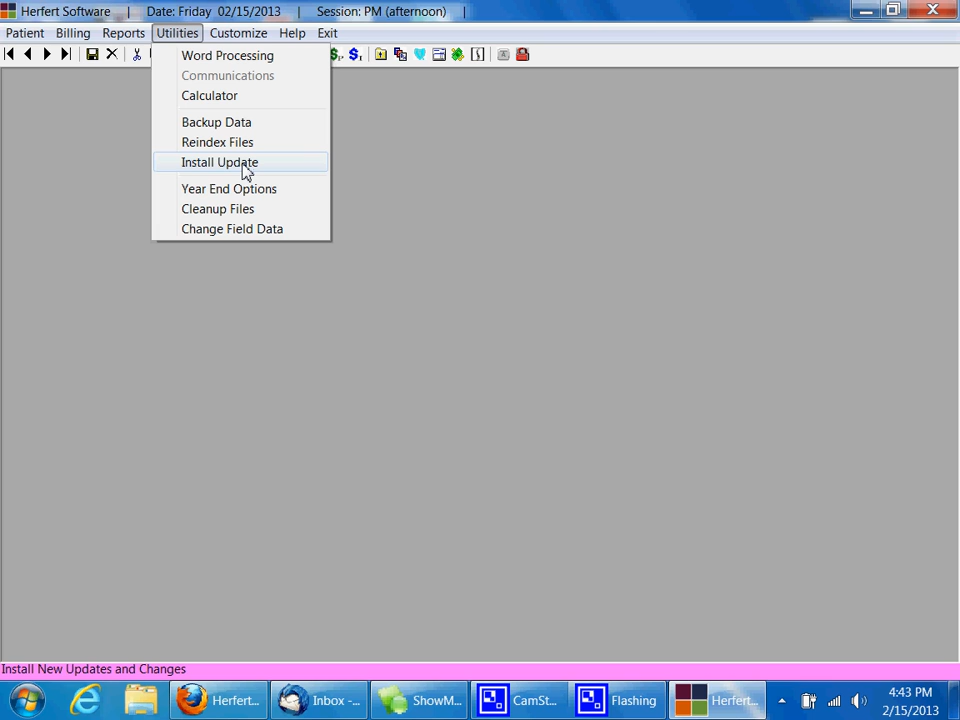 Herfert Software | Date: Friday 02/15/2013 | Session: PM (afternoon) |
Patient Billing Reports Utilities Customize Help Exit
Word Processing
Communications
Calculator
Backup Data
Reindex Files
Install Update
Year End Options
Cleanup Files
Change Field Data
Install New Updates and Changes
Herfert... Inbox -... ShowM... CamSt... Flashing Herfert...
4:43 PM
2/15/2013